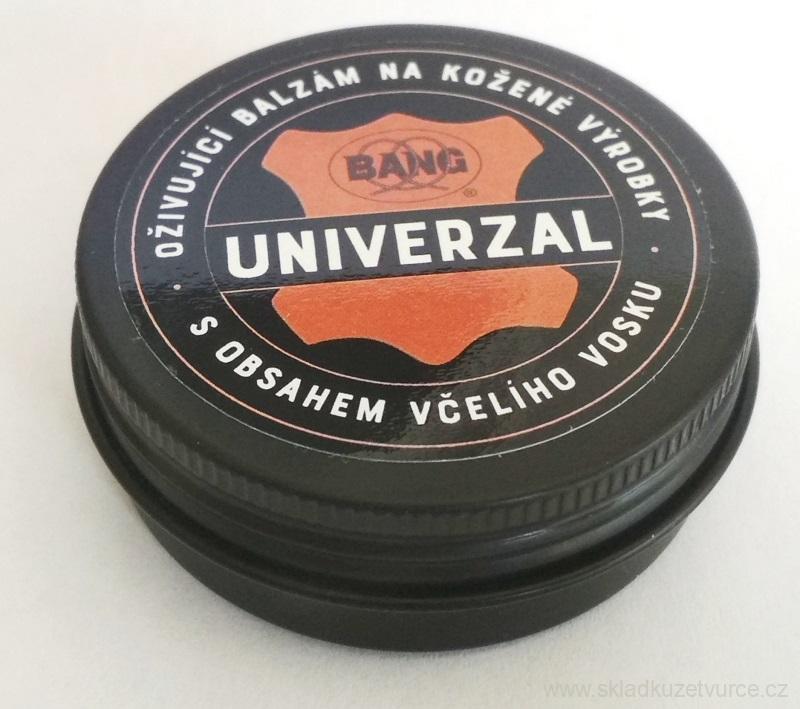 OŽIVUJÍCÍ BALZÁM NA KOŽENÉ VÝROBKY
BANG ®
UNIVERZAL
S OBSAHEM VČELÍHO VOSKU
www.skladkuzetvurce.cz